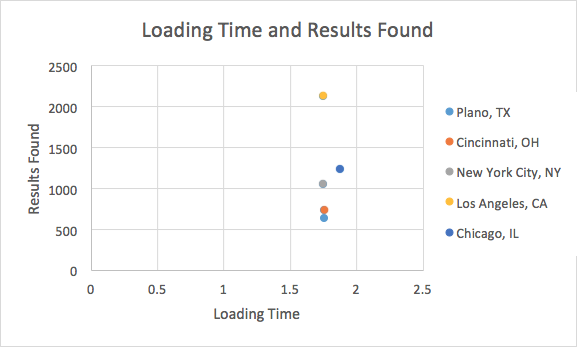 Loading Time and Results Found
Results Found
2500
2000
1500
1000
500
0
0 0.5 1 1.5 2 2.5
Loading Time
Plano, TX
Cincinnati, OH
New York City, NY
Los Angeles, CA
Chicago, IL